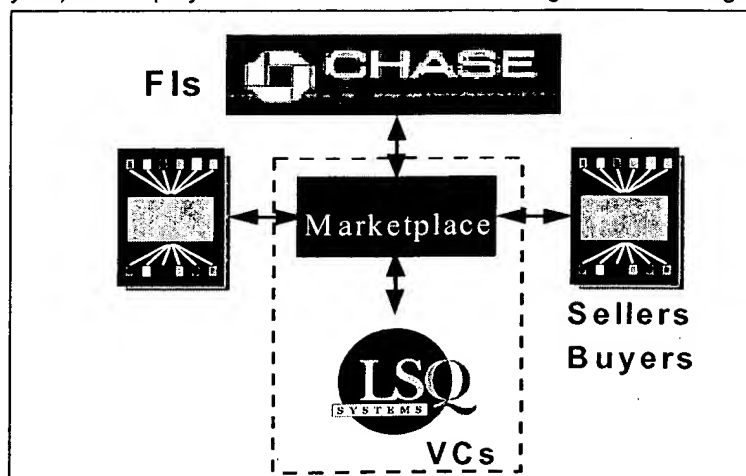 CHASE
FIs
Marketplace
Sellers
Buyers
LSQ
SYSTEMS
VCs